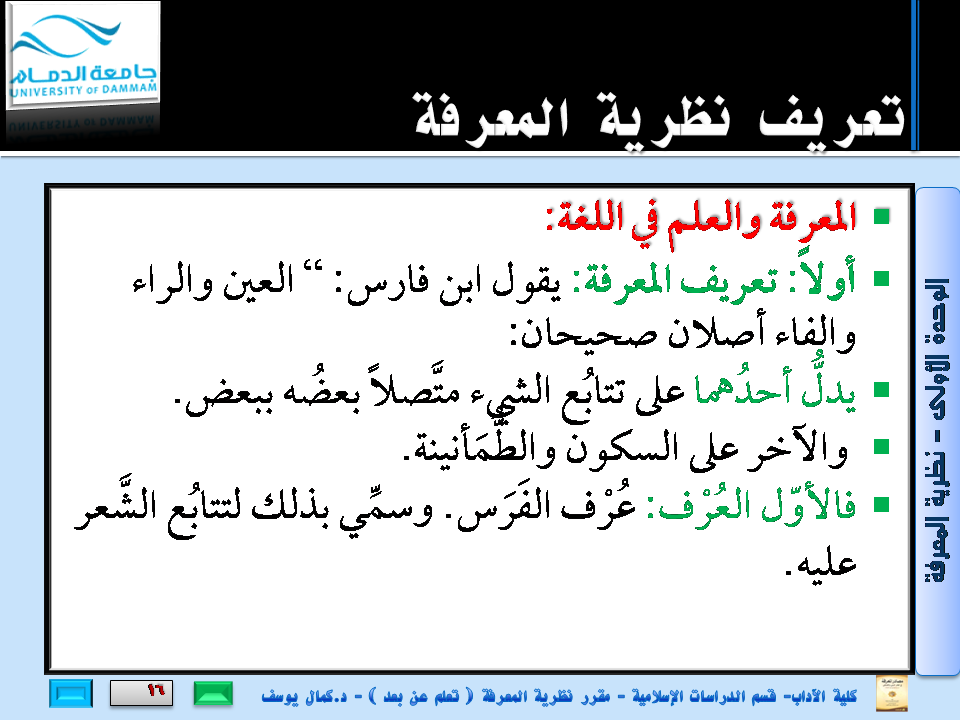 جامعة الدمام
UNIVERSITY OF DAMMAM
تعريف نظرية المعرفة
المعرفة والعلم في اللغة:
أولاً: تعريف المعرفة: يقول ابن فارس: “ العين والراء
والفاء أصلان صحيحان:
يدلُّ أحدُهما على تتابُع الشيء متَّصلاً بعضُه ببعض.
والآخر على السكون والطُّمَأنينة.
فالأوّل العُرْف: عُرْف الفَرَس. وسمِّي بذلك لتتابُع الشَّعر
عليه.
الوحدة الأولى - نظرية المعرفة
كلية الآداب- قسم الدراسات الإسلامية - مقرر نظرية المعرفة ( تعلم عن بعد ) - د.كمال يوسف
١٦